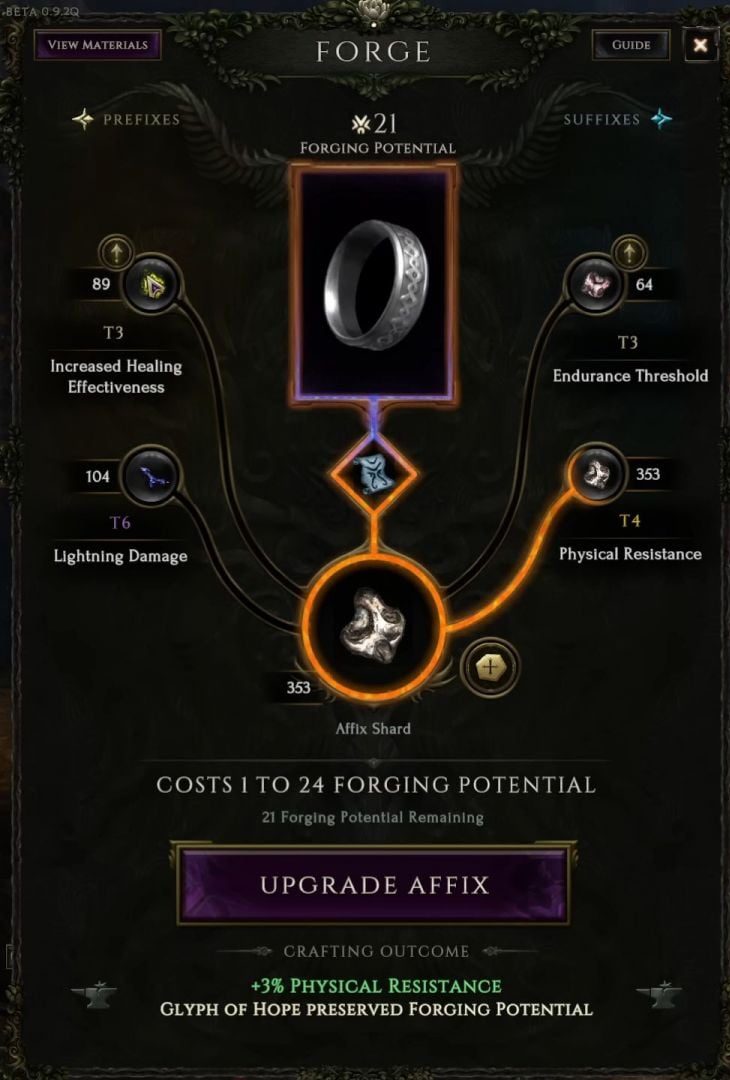 BETA 0.9.2Q
VIEW MATERIALS
FORGE
GUIDE
PREFIXES
21
FORGING POTENTIAL
SUFFIXES
89
T3
Increased Healing
Effectiveness
64
T3
Endurance Threshold
104
T6
Lightning Damage
353
T4
Physical Resistance
353
Affix Shard
COSTS 1 TO 24 FORGING POTENTIAL
21 Forging Potential Remaining
UPGRADE AFFIX
CRAFTING OUTCOME
+3% PHYSICAL RESISTANCE
GLYPH OF HOPE PRESERVED FORGING POTENTIAL